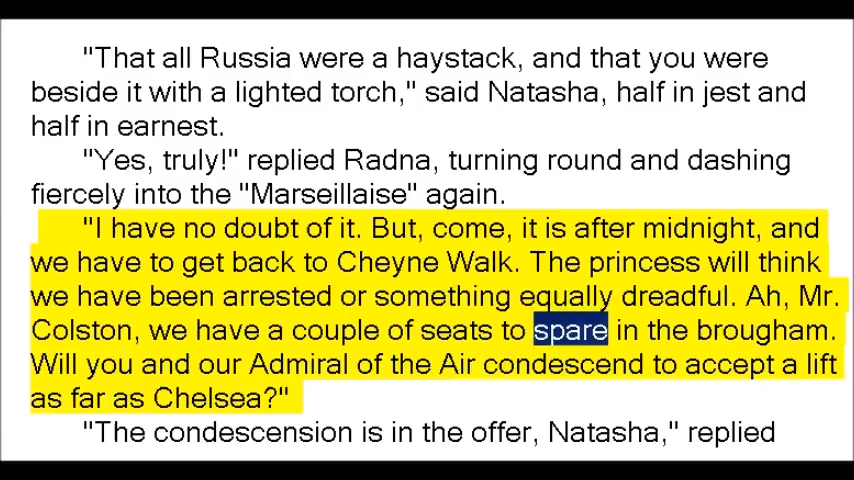 "That all Russia were a haystack, and that you were
beside it with a lighted torch," said Natasha, half in jest and
half in earnest.
"Yes, truly!" replied Radna, turning round and dashing
fiercely into the "Marseillaise" again.
"I have no doubt of it. But, come, it is after midnight, and
we have to get back to Cheyne Walk. The princess will think
we have been arrested or something equally dreadful. Ah, Mr.
Colston, we have a couple of seats to spare in the brougham.
Will you and our Admiral of the Air condescend to accept a lift
as far as Chelsea?"
"The condescension is in the offer, Natasha," replied